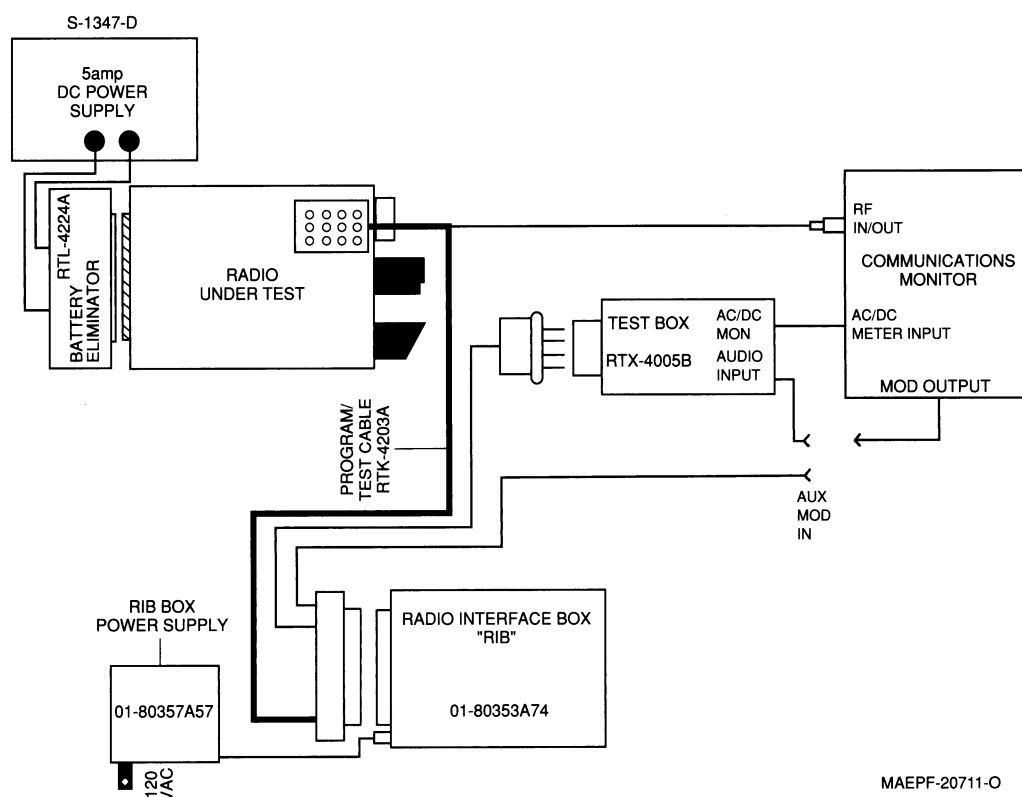 S-1347-D
5amp
DC POWER
SUPPLY
RTL-4224A
BATTERY
ELIMINATOR
RADIO
UNDER TEST
RF
IN/OUT
COMMUNICATIONS
MONITOR
AC/DC
METER INPUT
MOD OUTPUT
TEST BOX
RTX-4005B
AC/DC
MON
AUDIO
INPUT
PROGRAM/
TEST CABLE
RTK-4203A
AUX
MOD
IN
RIB BOX
POWER SUPPLY
01-80357A57
120
VAC
RADIO INTERFACE BOX
"RIB"
01-80353A74
MAEPF-20711-O